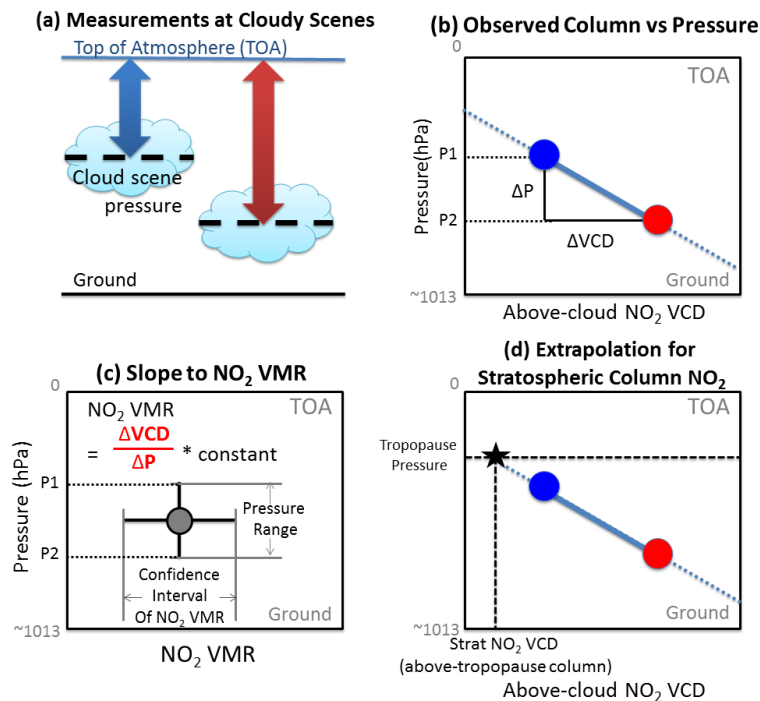 (a) Measurements at Cloudy Scenes
Top of Atmosphere (TOA)
Cloud scene
pressure
Ground
(b) Observed Column vs Pressure
0
TOA
Pressure(hPa)
P1
ΔP
P2
ΔVCD
Ground
~1013
Above-cloud NO₂ VCD
(c) Slope to NO₂ VMR
0
TOA
NO₂ VMR
= ΔVCD
ΔP
* constant
Pressure (hPa)
P1
Pressure
Range
P2
Confidence
Interval
Of NO₂ VMR
Ground
~1013
NO₂ VMR
(d) Extrapolation for
Stratospheric Column NO₂
0
TOA
Tropopause
Pressure
Ground
~1013
Strat NO₂ VCD
(above-tropopause column)
Above-cloud NO₂ VCD